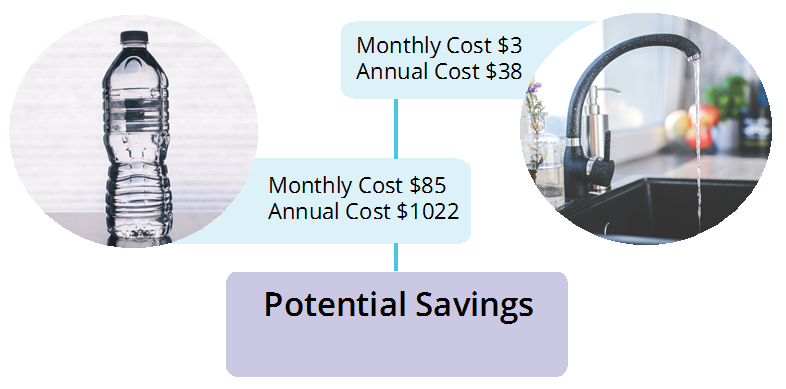 Monthly Cost $3
Annual Cost $38
Monthly Cost $85
Annual Cost $1022
Potential Savings